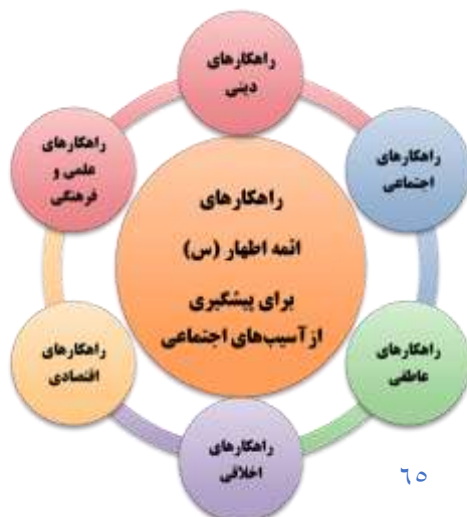 راهکارهای
دینی
راهکارهای
اجتماعی
راهکارهای
عاطفی
راهکارهای
اخلاقی
راهکارهای
اقتصادی
راهکارهای
علمی و
فرهنگی
راهکارهای
ائمه اطهار (س)
برای پیشگیری
از آسیب‌های اجتماعی
٦٥